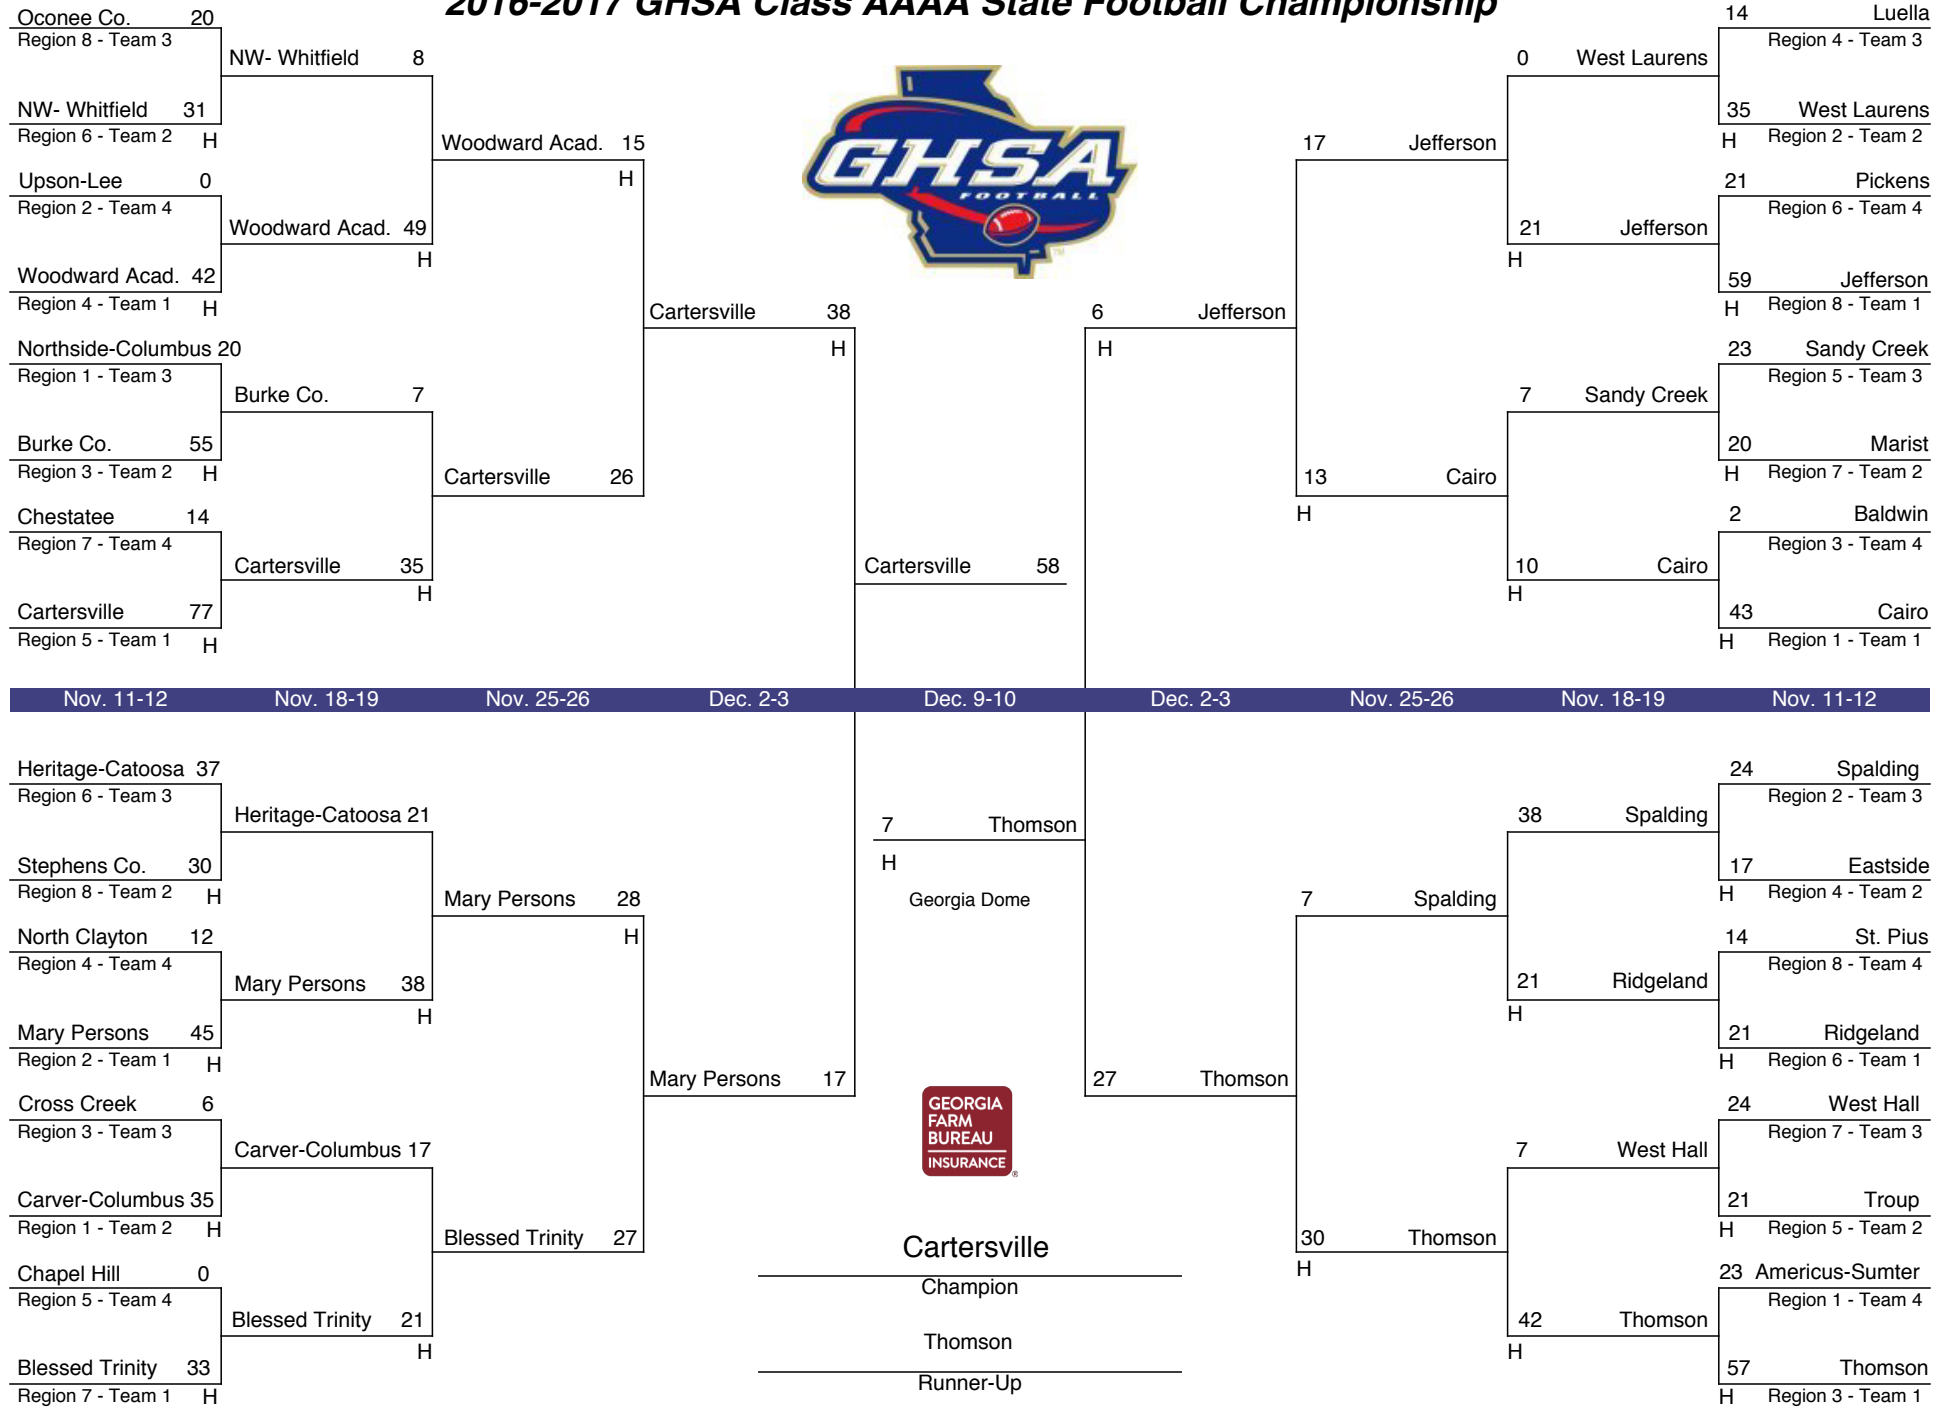 2016-2017 GHSA Class AAAA State Football Championship
Oconee Co. 20
Region 8 - Team 3
NW- Whitfield 31
Region 6 - Team 2 H
Upson-Lee 0
Region 2 - Team 4
Woodward Acad. 42
Region 4 - Team 1 H
Northside-Columbus 20
Region 1 - Team 3
Burke Co. 55
Region 3 - Team 2 H
Chestatee 14
Region 7 - Team 4
Cartersville 77
Region 5 - Team 1 H
NW- Whitfield 8
Woodward Acad. 49
H
Burke Co. 7
Cartersville 35
H
Woodward Acad. 15
H
Cartersville 26
Cartersville 38
H
Cartersville 58
GHSA
FOOTBALL
TM
6 Jefferson
H
17 Jefferson
13 Cairo
H
0 West Laurens
21 Jefferson
H
7 Sandy Creek
10 Cairo
H
14 Luella
Region 4 - Team 3
35 West Laurens
H Region 2 - Team 2
21 Pickens
Region 6 - Team 4
59 Jefferson
H Region 8 - Team 1
23 Sandy Creek
Region 5 - Team 3
20 Marist
H Region 7 - Team 2
2 Baldwin
Region 3 - Team 4
43 Cairo
H Region 1 - Team 1
Nov. 11-12 Nov. 18-19 Nov. 25-26 Dec. 2-3 Dec. 9-10 Dec. 2-3 Nov. 25-26 Nov. 18-19 Nov. 11-12
Heritage-Catoosa 37
Region 6 - Team 3
Stephens Co. 30
Region 8 - Team 2 H
North Clayton 12
Region 4 - Team 4
Mary Persons 45
Region 2 - Team 1 H
Cross Creek 6
Region 3 - Team 3
Carver-Columbus 35
Region 1 - Team 2 H
Chapel Hill 0
Region 5 - Team 4
Blessed Trinity 33
Region 7 - Team 1 H
Heritage-Catoosa 21
Mary Persons 38
H
Carver-Columbus 17
Blessed Trinity 21
H
Mary Persons 28
H
Blessed Trinity 27
Mary Persons 17
7 Thomson
H
Georgia Dome
GEORGIA
FARM
BUREAU
INSURANCE
®
Cartersville
Champion
Thomson
Runner-Up
27 Thomson
7 Spalding
30 Thomson
H
38 Spalding
21 Ridgeland
H
7 West Hall
42 Thomson
H
24 Spalding
Region 2 - Team 3
17 Eastside
H Region 4 - Team 2
14 St. Pius
Region 8 - Team 4
21 Ridgeland
H Region 6 - Team 1
24 West Hall
Region 7 - Team 3
21 Troup
H Region 5 - Team 2
23 Americus-Sumter
Region 1 - Team 4
57 Thomson
H Region 3 - Team 1